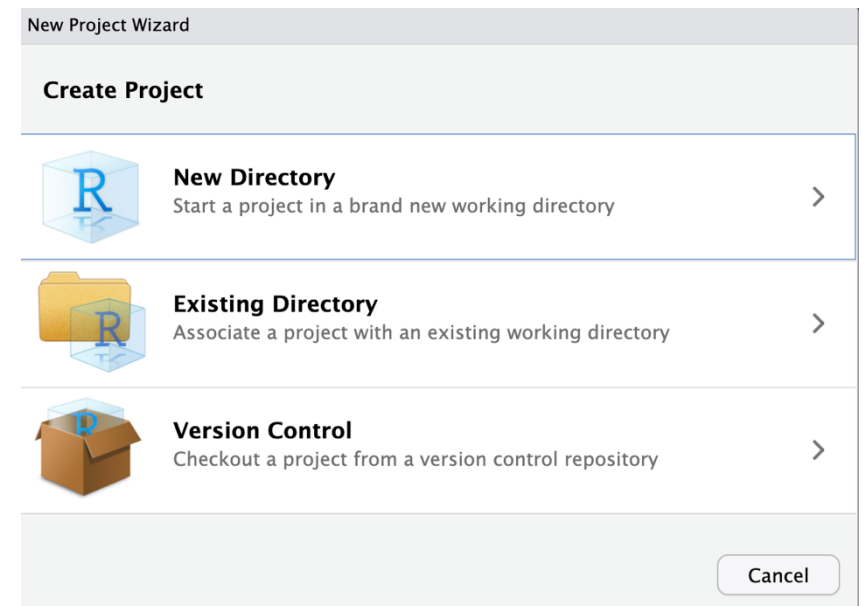 New Project Wizard
Create Project
R
New Directory
Start a project in a brand new working directory
R
Existing Directory
Associate a project with an existing working directory
R
Version Control
Checkout a project from a version control repository
Cancel